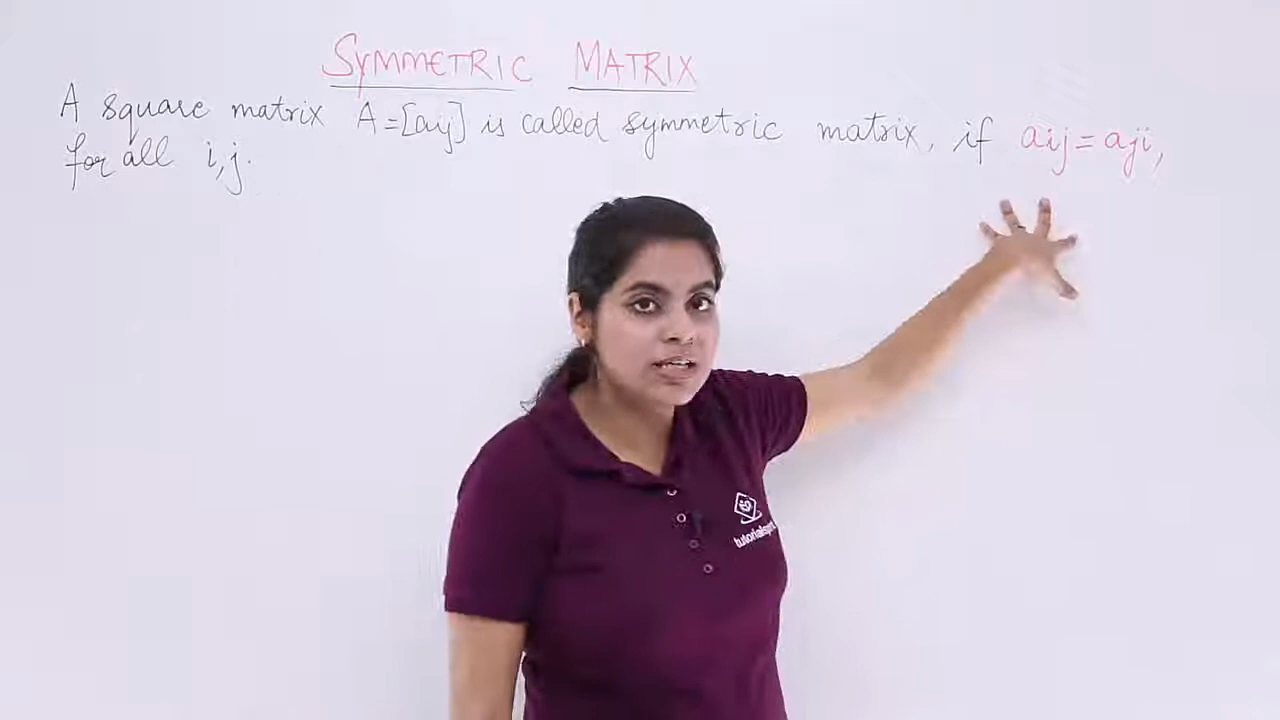 SYMMETRIC MATRIX
A square matrix A=[aij] is called symmetric matrix, if aij = aji,
for all i,j.